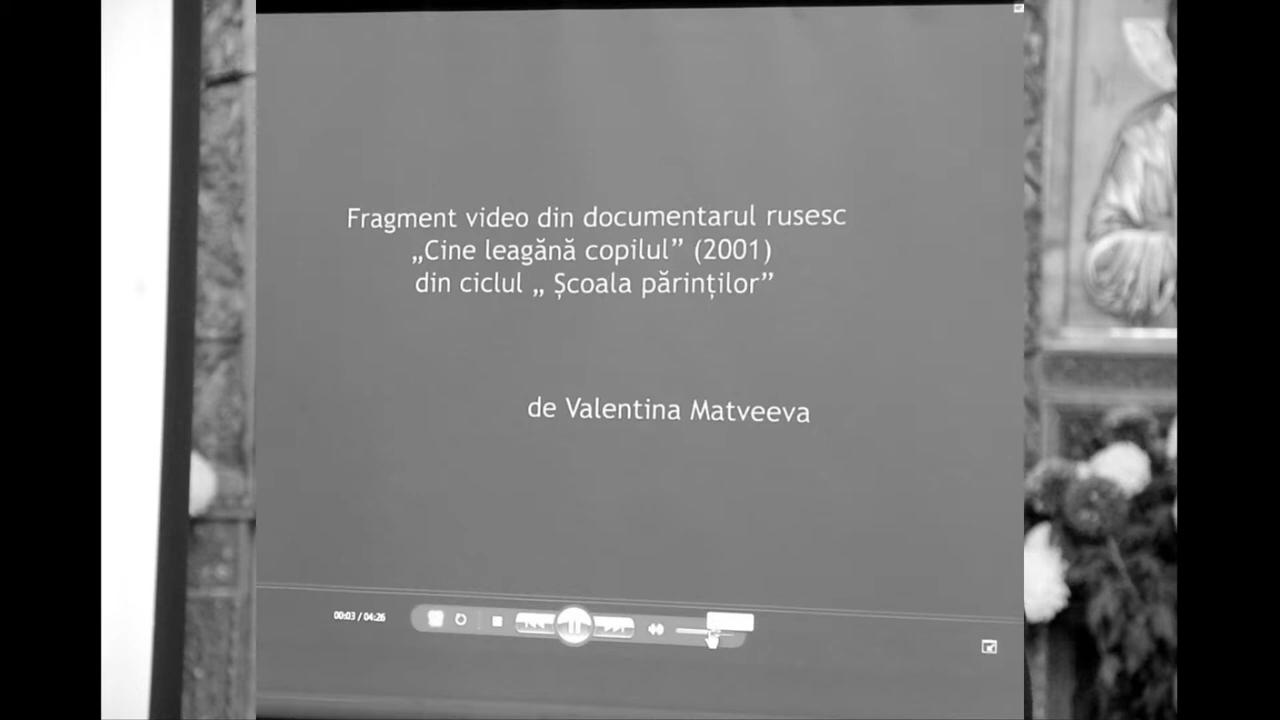 Fragment video din documentarul rusesc
„Cine leagănă copilul” (2001)
din ciclul „ Școala părinților”
de Valentina Matveeva
00:03 / 04:26